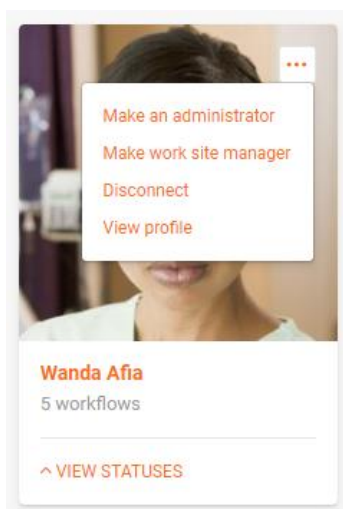 Make an administrator
Make work site manager
Disconnect
View profile
Wanda Afia
5 workflows
VIEW STATUSES